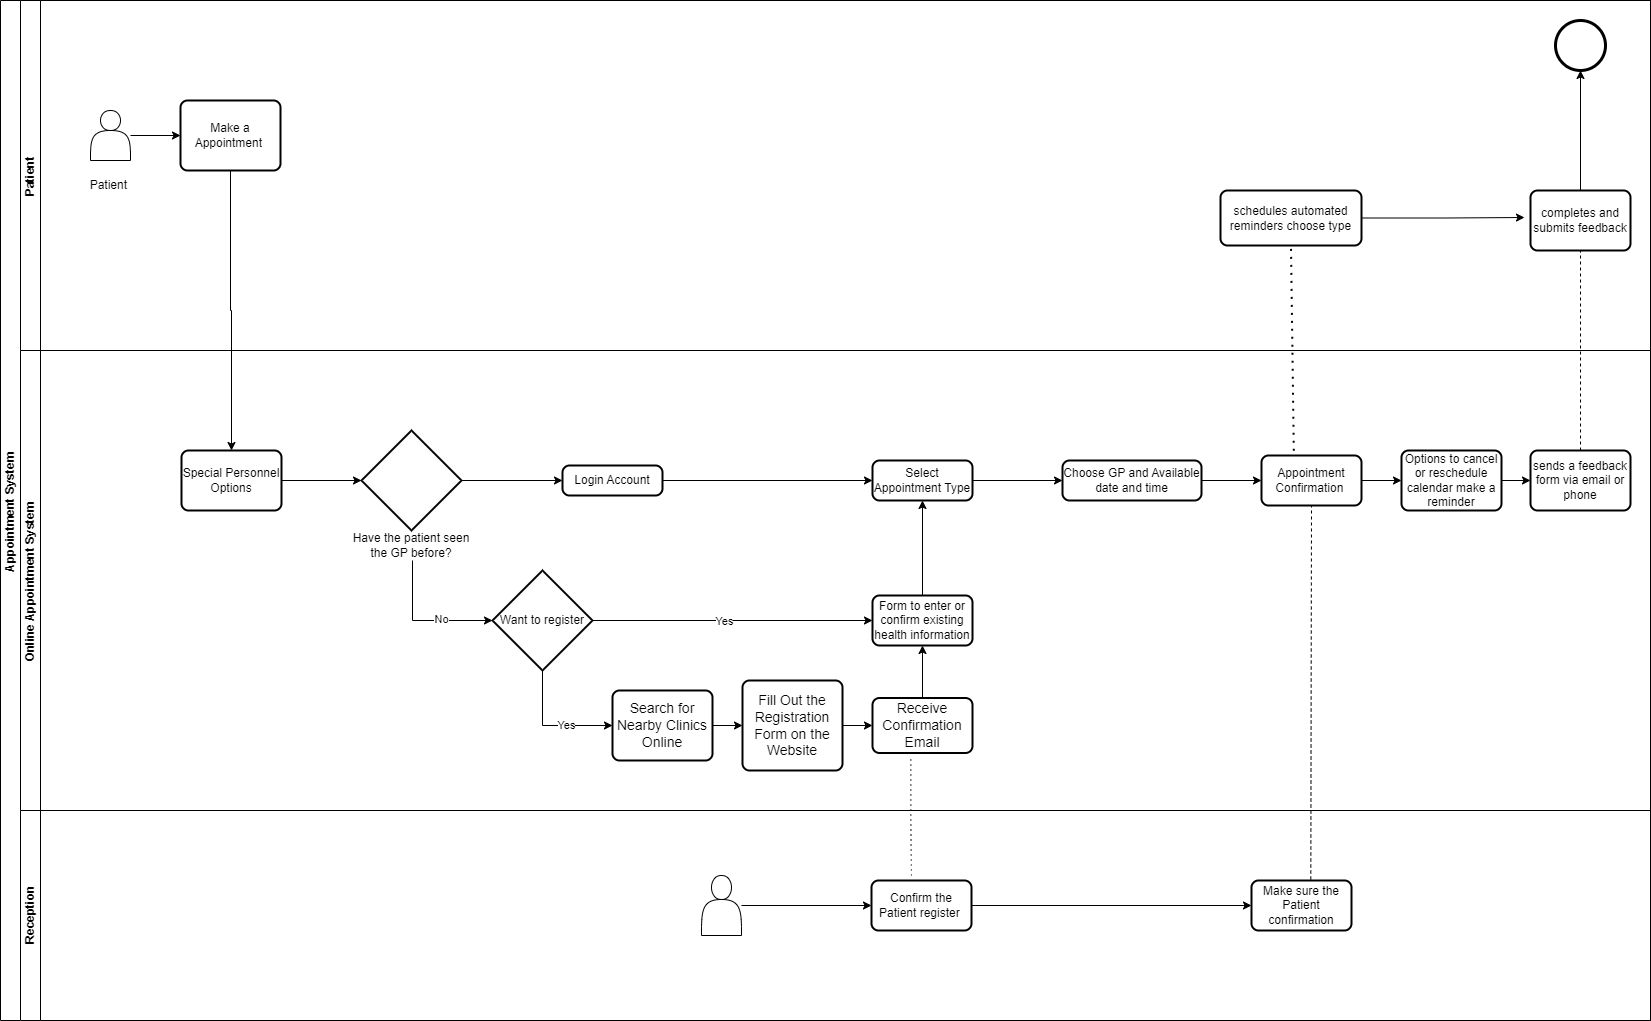 Appointment System
Patient
Make a
Appointment
Patient
schedules automated
reminders choose type
completes and
submits feedback
Online Appointment System
Special Personnel
Options
Have the patient seen
the GP before?
Login Account
Select
Appointment Type
Choose GP and Available
date and time
Appointment
Confirmation
Options to cancel
or reschedule
calendar make a
reminder
sends a feedback
form via email or
phone
No
Want to register
Yes
Form to enter or
confirm existing
health information
Yes
Search for
Nearby Clinics
Online
Fill Out the
Registration
Form on the
Website
Receive
Confirmation
Email
Reception
Confirm the
Patient register
Make sure the
Patient
confirmation